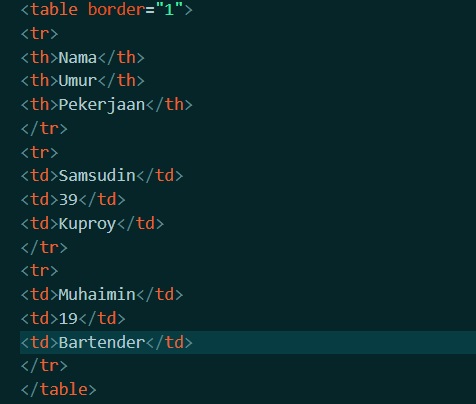 <table border="1">
<tr>
<th>Nama</th>
<th>Umur</th>
<th>Pekerjaan</th>
</tr>
<tr>
<td>Samsudin</td>
<td>39</td>
<td>Kuproy</td>
</tr>
<tr>
<td>Muhaimin</td>
<td>19</td>
<td>Bartender</td>
</tr>
</table>